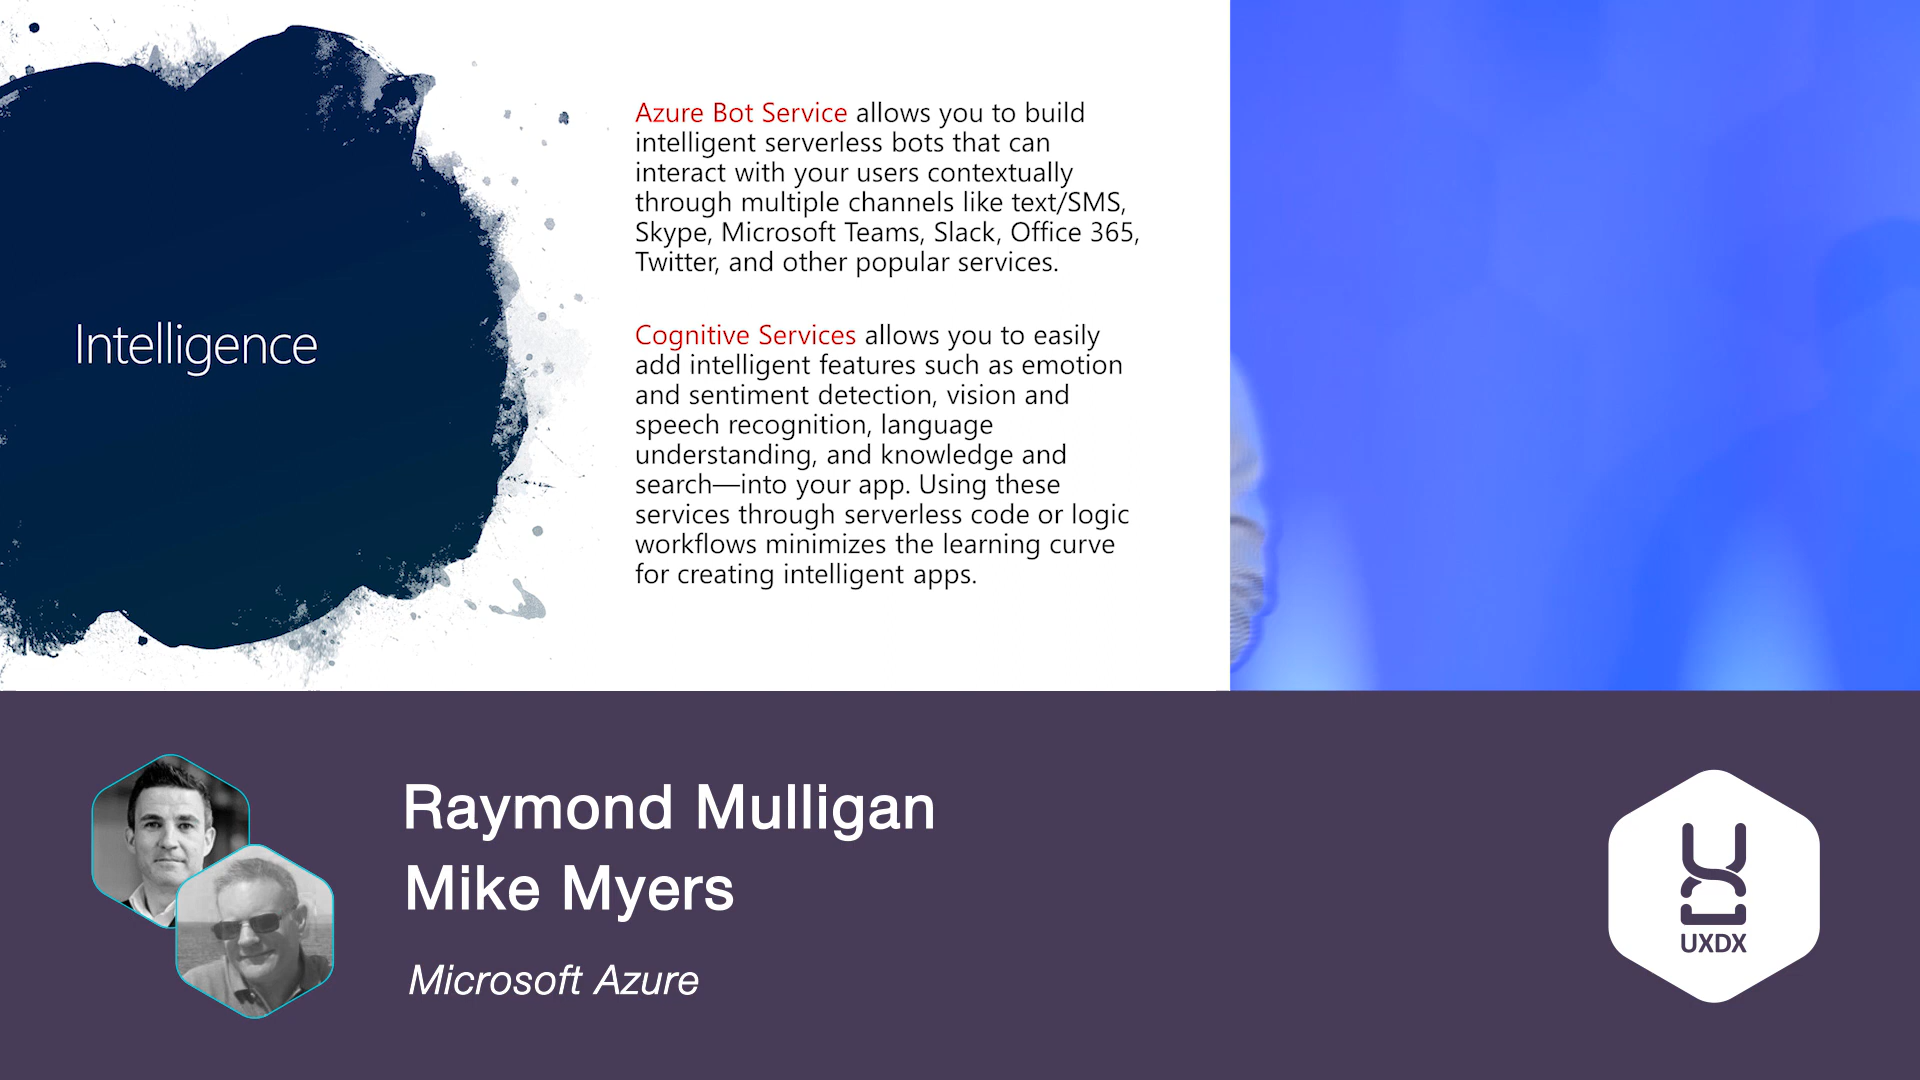 Intelligence
Azure Bot Service allows you to build
intelligent serverless bots that can
interact with your users contextually
through multiple channels like text/SMS,
Skype, Microsoft Teams, Slack, Office 365,
Twitter, and other popular services.
Cognitive Services allows you to easily
add intelligent features such as emotion
and sentiment detection, vision and
speech recognition, language
understanding, and knowledge and
search—into your app. Using these
services through serverless code or logic
workflows minimizes the learning curve
for creating intelligent apps.
Raymond Mulligan
Mike Myers
Microsoft Azure
UXDX